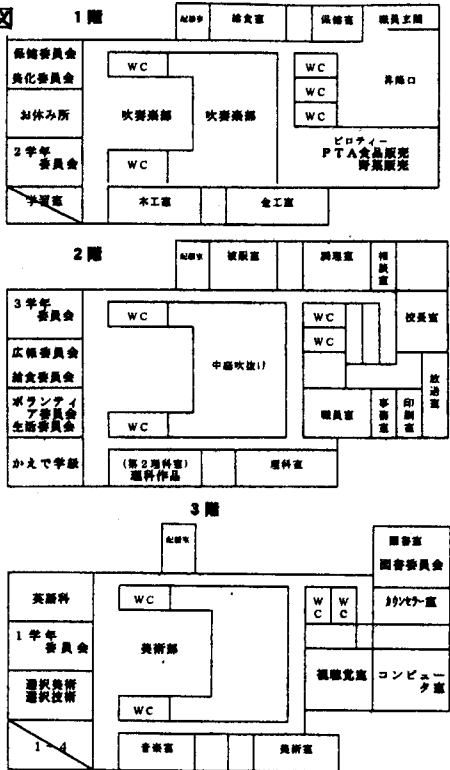 図
1階
配膳室
給食室
保健室
職員玄関
保健委員会
美化委員会
WC
WC
昇降口
お休み所
吹奏楽部
吹奏楽部
WC
WC
2学年
委員会
WC
ピロティー
PTA食品販売
野菜販売
学習室
木工室
金工室
2階
配膳室
被服室
調理室
相談室
3学年
委員会
WC
WC
校長室
WC
広報委員会
給食委員会
中庭吹抜け
放送室
ボランティ
ア委員会
生活委員会
WC
職員室
事務室
印刷室
かえで学級
(第2理科室)
理科作品
理科室
3階
配膳室
図書室
図書委員会
英語科
WC
WC
WC
カウンセラー室
1学年
委員会
美術部
視聴覚室
コンピュー
タ室
選択美術
選択技術
WC
1-4
音楽室
美術室